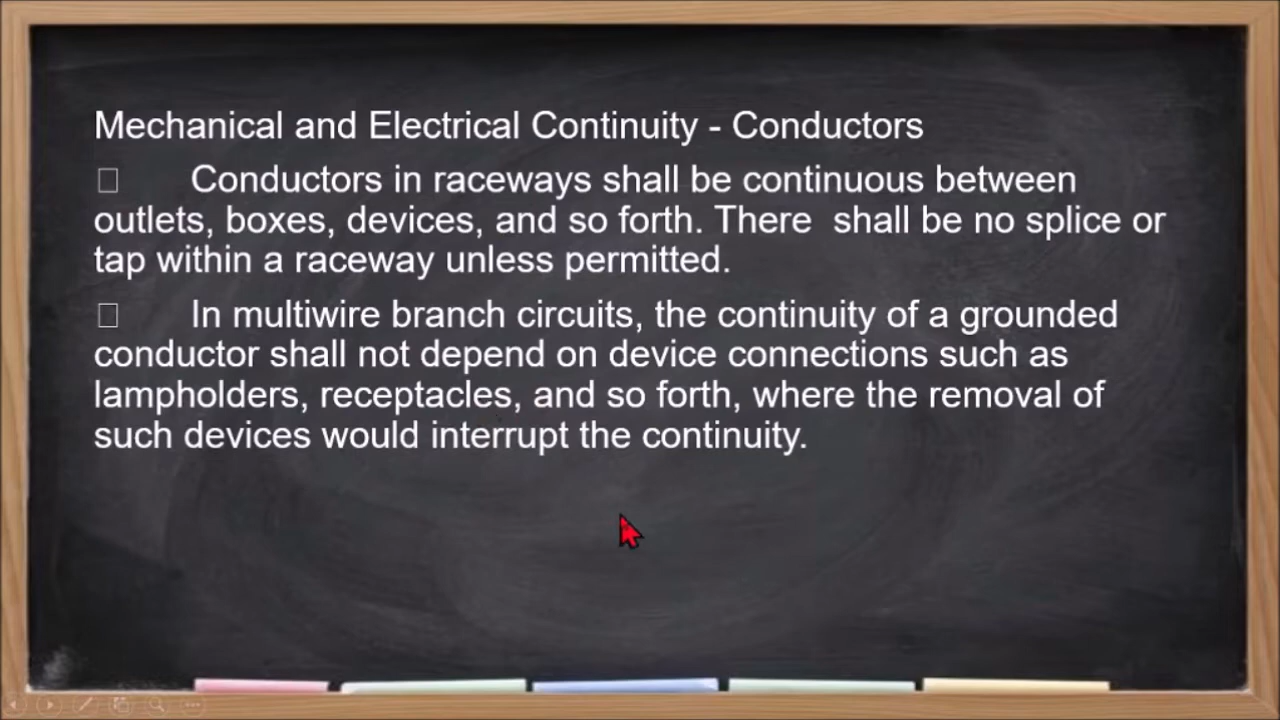 Mechanical and Electrical Continuity - Conductors
Conductors in raceways shall be continuous between
outlets, boxes, devices, and so forth. There  shall be no splice or
tap within a raceway unless permitted.
In multiwire branch circuits, the continuity of a grounded
conductor shall not depend on device connections such as
lampholders, receptacles, and so forth, where the removal of
such devices would interrupt the continuity.